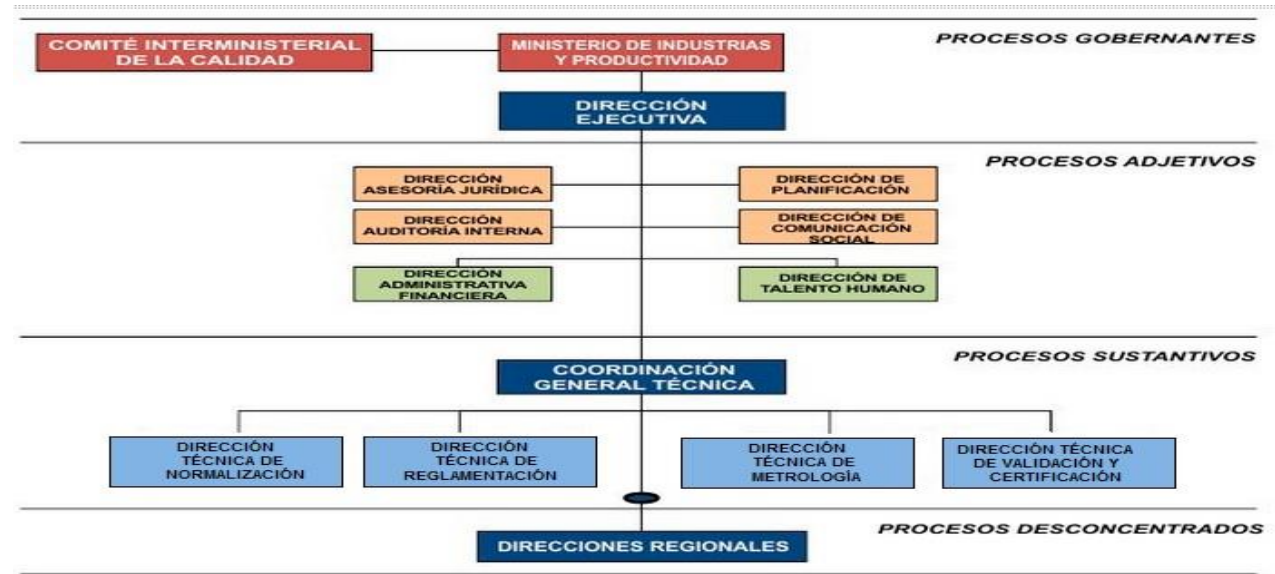 PROCESOS GOBERNANTES
COMITÉ INTERMINISTERIAL
DE LA CALIDAD
MINISTERIO DE INDUSTRIAS
Y PRODUCTIVIDAD
DIRECCIÓN
EJECUTIVA
PROCESOS ADJETIVOS
DIRECCIÓN
ASESORÍA JURÍDICA
DIRECCIÓN DE
PLANIFICACIÓN
DIRECCIÓN
AUDITORÍA INTERNA
DIRECCIÓN DE
COMUNICACIÓN
SOCIAL
DIRECCIÓN
ADMINISTRATIVA
FINANCIERA
DIRECCIÓN DE
TALENTO HUMANO
PROCESOS SUSTANTIVOS
COORDINACIÓN
GENERAL TÉCNICA
DIRECCIÓN
TÉCNICA DE
NORMALIZACIÓN
DIRECCIÓN
TÉCNICA DE
REGLAMENTACIÓN
DIRECCIÓN
TÉCNICA DE
METROLOGÍA
DIRECCIÓN TÉCNICA
DE VALIDACIÓN Y
CERTIFICACIÓN
PROCESOS DESCONCENTRADOS
DIRECCIONES REGIONALES